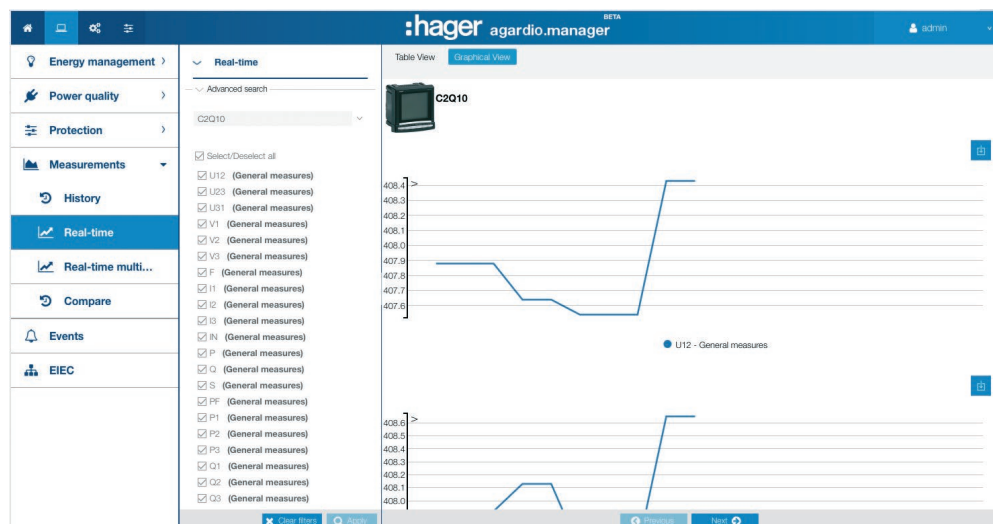 BETA
:hager agardio.manager
admin
Energy management
Power quality
Protection
Measurements
History
Real-time
Real-time multi...
Compare
Events
EIEC
Real-time
Advanced search
C2Q10
Select/Deselect all
U12 (General measures)
U23 (General measures)
U31 (General measures)
V1 (General measures)
V2 (General measures)
V3 (General measures)
F (General measures)
I1 (General measures)
I2 (General measures)
I3 (General measures)
IN (General measures)
P (General measures)
Q (General measures)
S (General measures)
PF (General measures)
P1 (General measures)
P2 (General measures)
P3 (General measures)
Q1 (General measures)
Q2 (General measures)
Q3 (General measures)
Clear filters Apply
Table View Graphical View
C2Q10
V
408.4
408.3
408.2
408.1
408.0
407.9
407.8
407.7
407.6
U12 - General measures
V
408.6
408.5
408.4
408.3
408.2
408.1
408.0
Previous Next